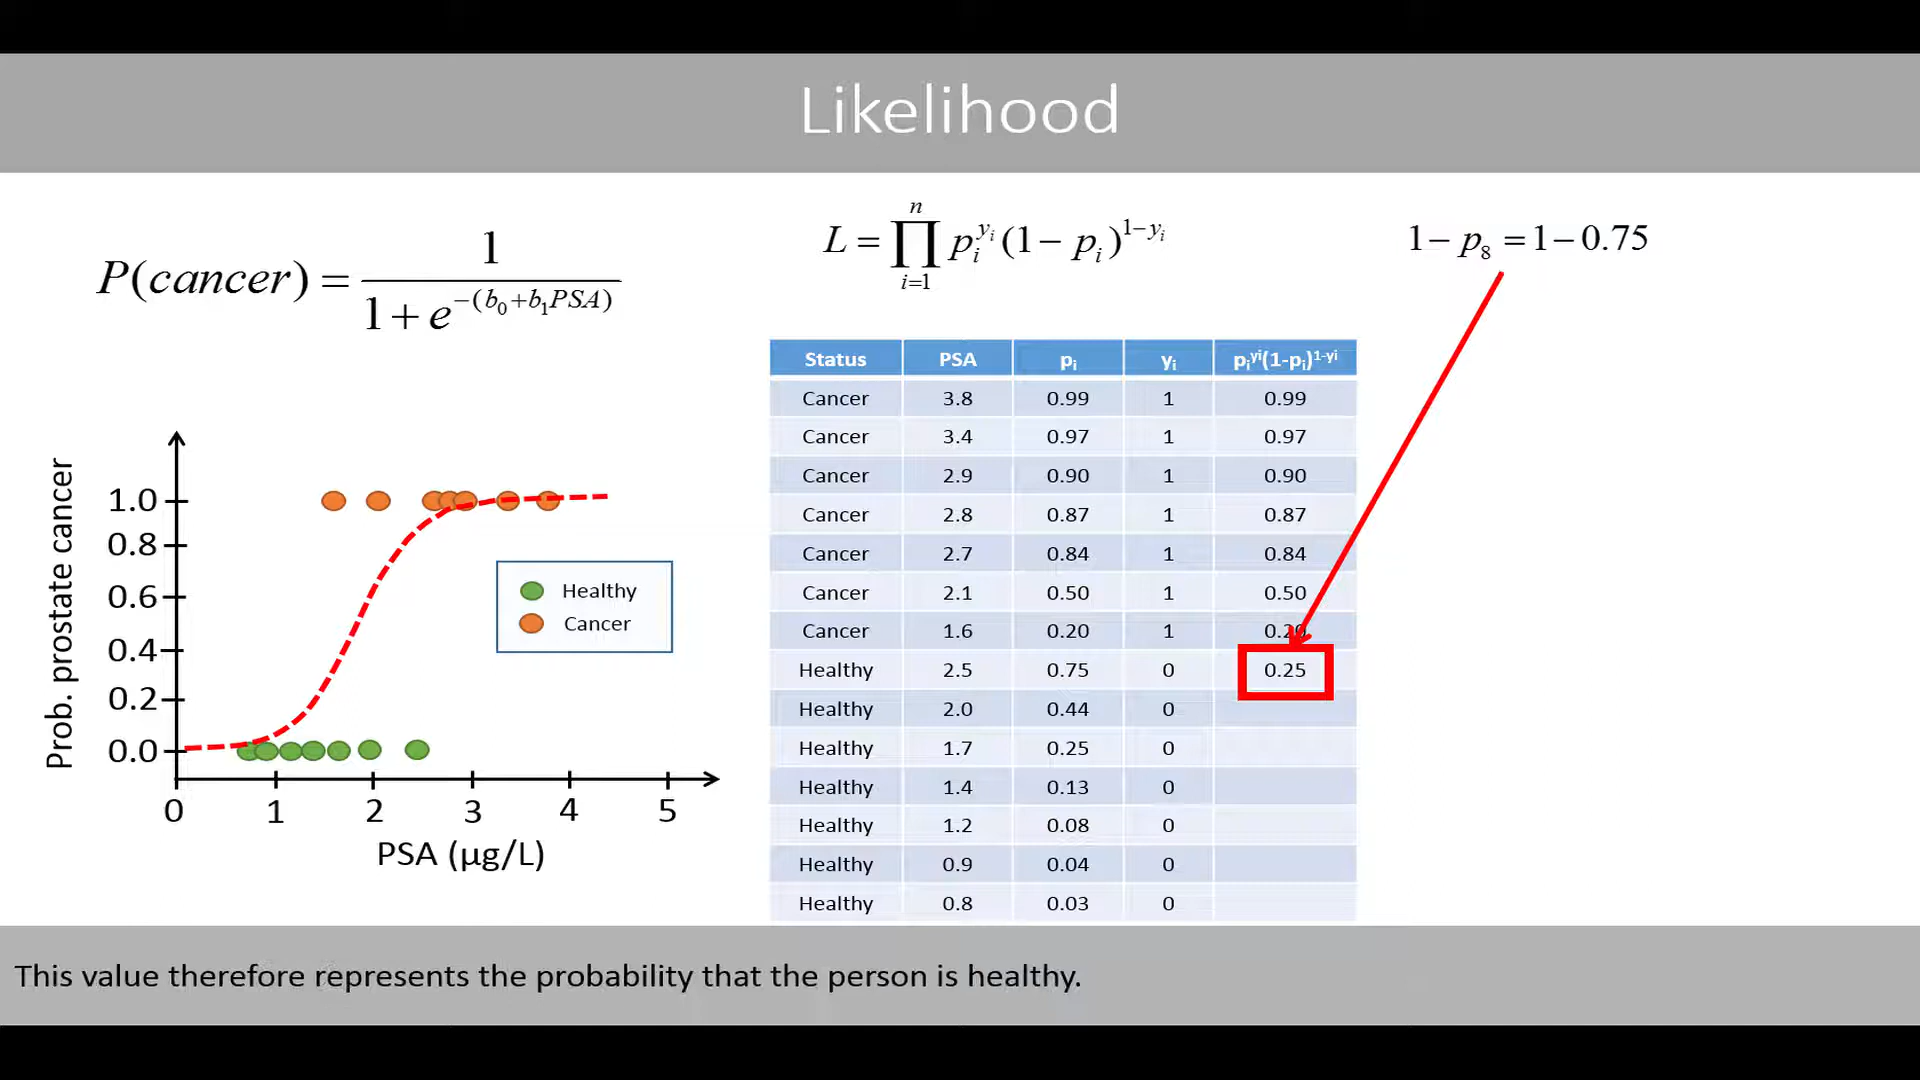 Likelihood
P(cancer) = 1 / (1 + e^−(b₀+b₁PSA))
L = ∏ᵢ₌₁ⁿ pᵢ^yᵢ (1 − pᵢ)^1−yᵢ
1 − p₈ = 1 − 0.75
Status PSA pᵢ yᵢ pᵢ^yi(1-pᵢ)^1-yi
Cancer 3.8 0.99 1 0.99
Cancer 3.4 0.97 1 0.97
Cancer 2.9 0.90 1 0.90
Cancer 2.8 0.87 1 0.87
Cancer 2.7 0.84 1 0.84
Cancer 2.1 0.50 1 0.50
Cancer 1.6 0.20 1 0.20
Healthy 2.5 0.75 0 0.25
Healthy 2.0 0.44 0
Healthy 1.7 0.25 0
Healthy 1.4 0.13 0
Healthy 1.2 0.08 0
Healthy 0.9 0.04 0
Healthy 0.8 0.03 0
Prob. prostate cancer
1.0
0.8
0.6
0.4
0.2
0.0
0 1 2 3 4 5
PSA (µg/L)
Healthy
Cancer
This value therefore represents the probability that the person is healthy.